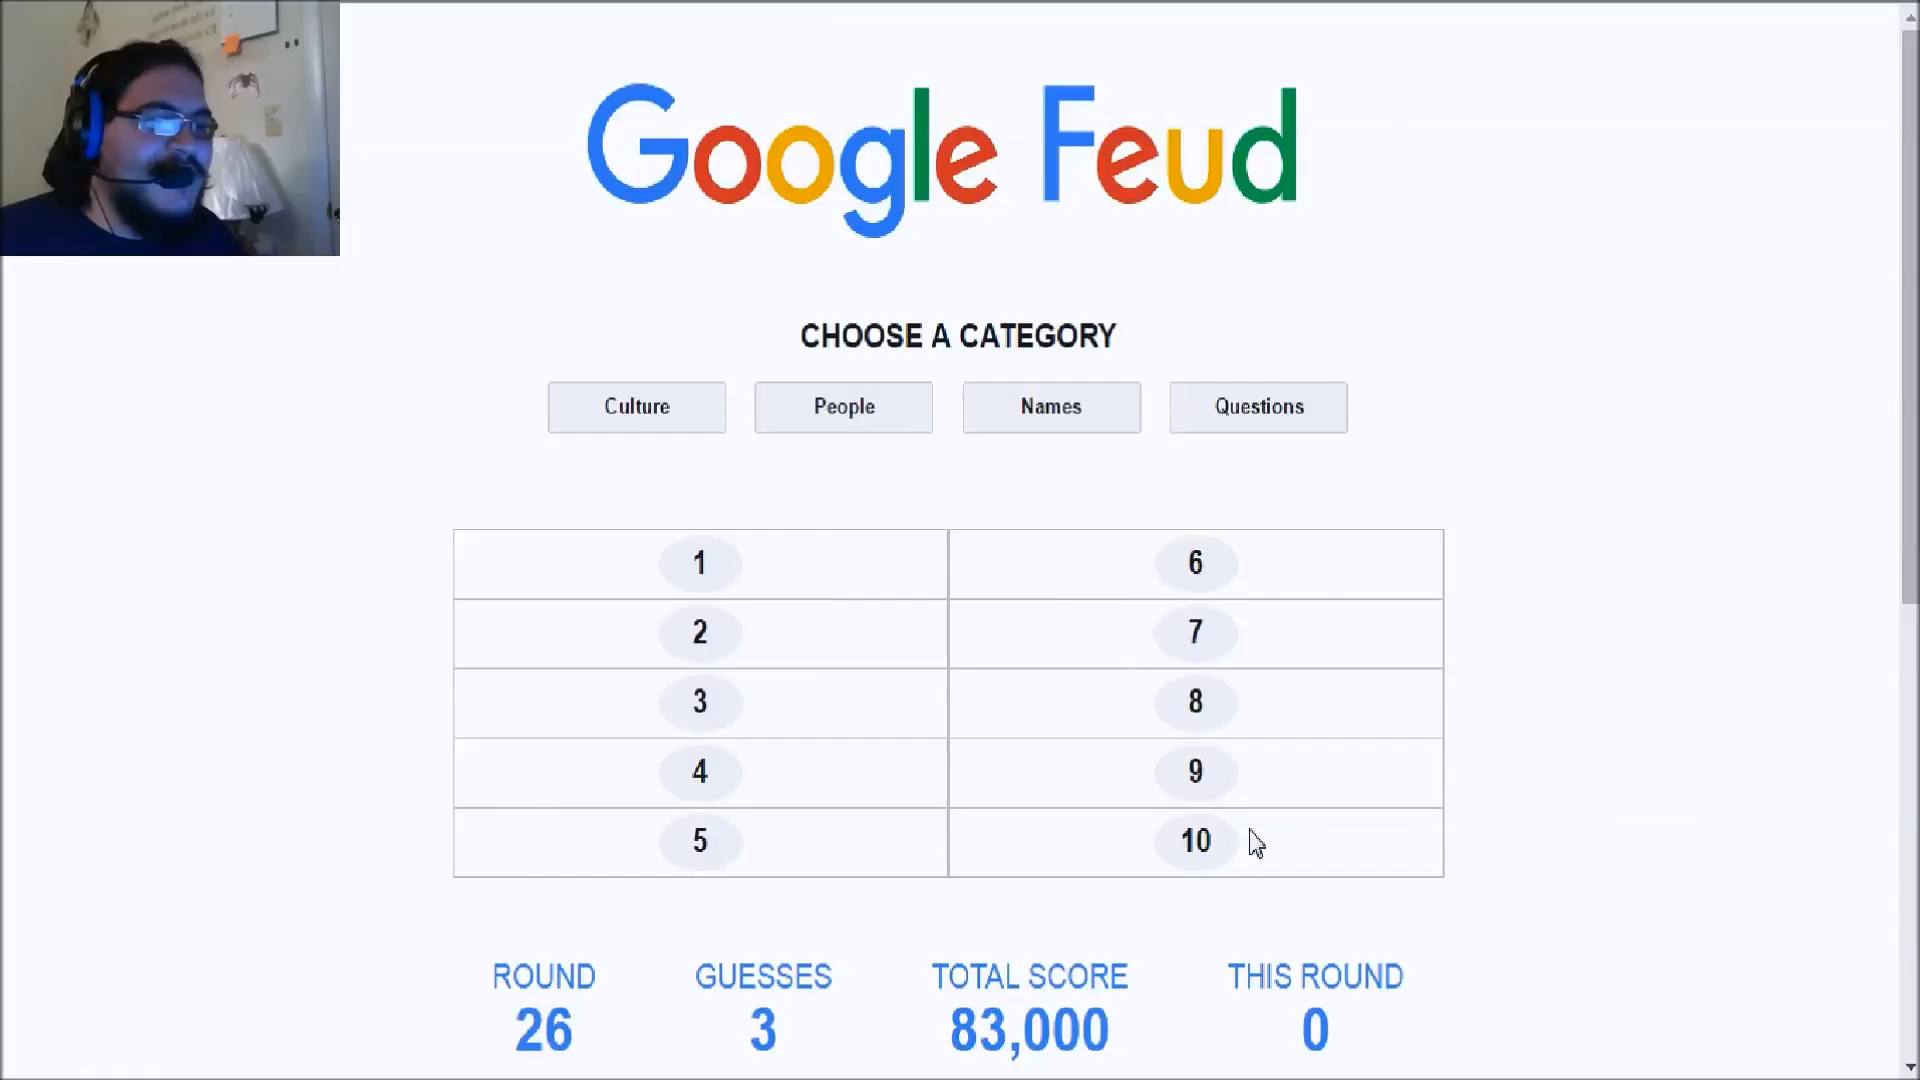 Google Feud
CHOOSE A CATEGORY
Culture
People
Names
Questions
1
6
2
7
3
8
4
9
5
10
ROUND
GUESSES
TOTAL SCORE
THIS ROUND
26
3
83,000
0